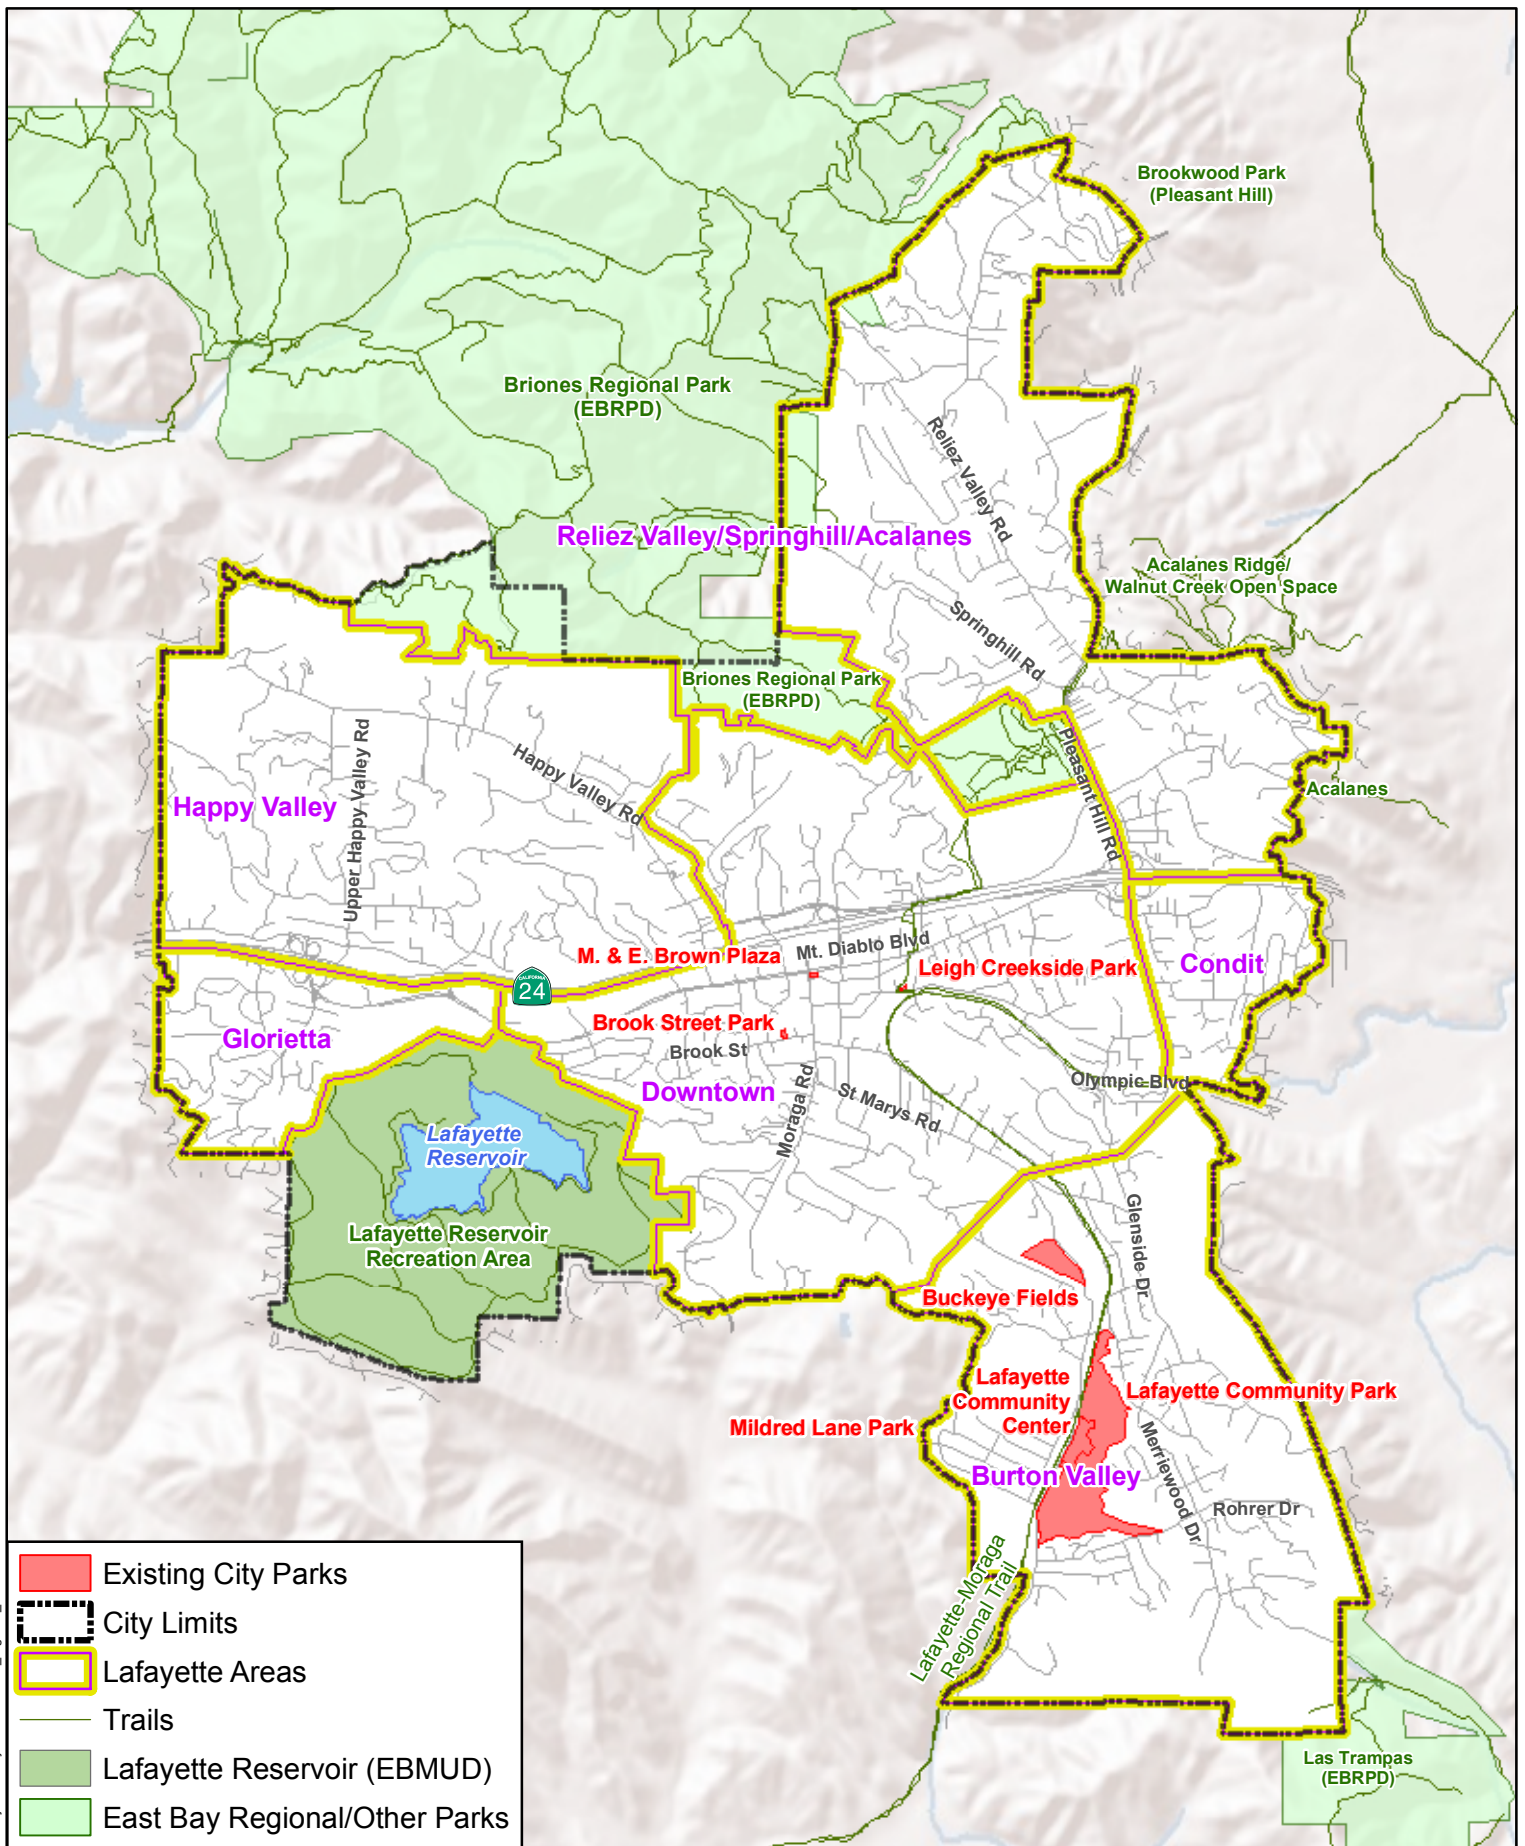 Brookwood Park
(Pleasant Hill)
Briones Regional Park
(EBRPD)
Reliez Valley Rd
Reliez Valley/Springhill/Acalanes
Acalanes Ridge/
Walnut Creek Open Space
Springhill Rd
Briones Regional Park
(EBRPD)
Pleasant Hill Rd
Happy Valley Rd
Upper Happy Valley Rd
Happy Valley
Acalanes
M. & E. Brown Plaza
Mt. Diablo Blvd
Leigh Creekside Park
Condit
CALIFORNIA
24
Glorietta
Brook Street Park
Brook St
Downtown
Olympic Blvd
Moraga Rd
St Marys Rd
Lafayette
Reservoir
Lafayette Reservoir
Recreation Area
Glenside Dr
Buckeye Fields
Lafayette
Community
Center
Lafayette Community Park
Mildred Lane Park
Burton Valley
Merriewood Dr
Rohrer Dr
Lafayette-Moraga
Regional Trail
Las Trampas
(EBRPD)
Existing City Parks
City Limits
Lafayette Areas
Trails
Lafayette Reservoir (EBMUD)
East Bay Regional/Other Parks